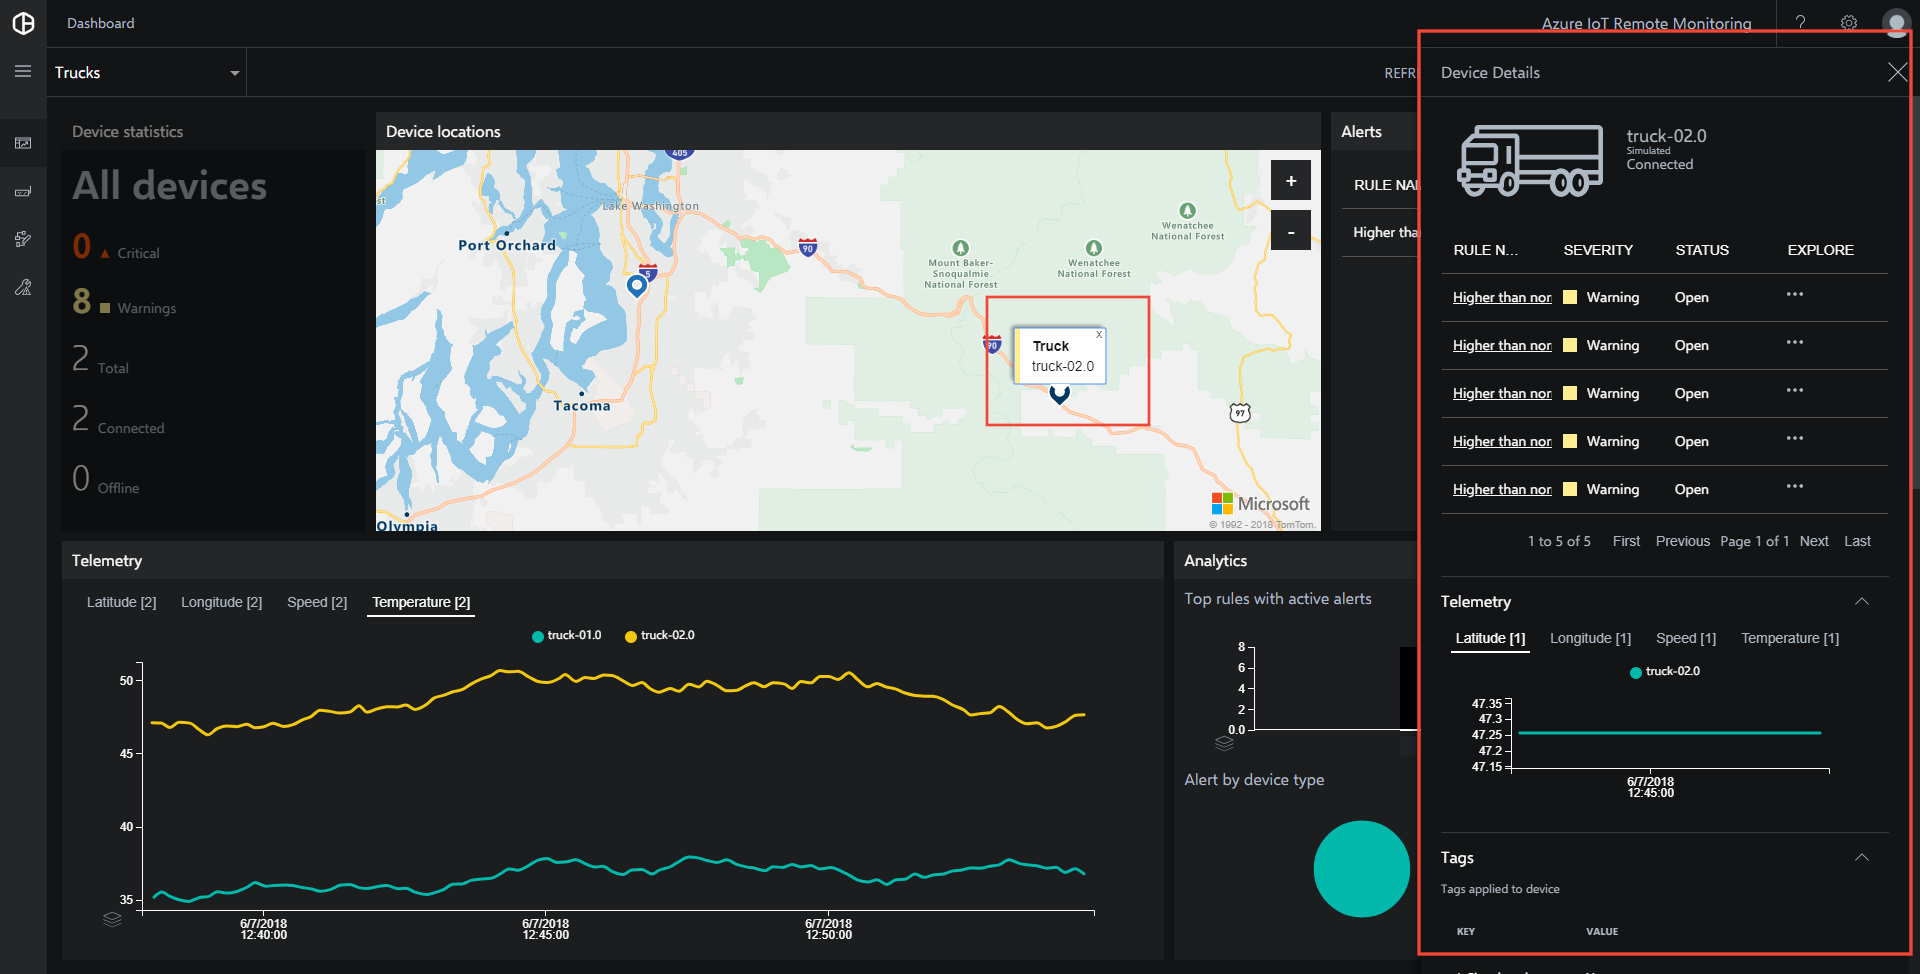 Dashboard
Azure IoT Remote Monitoring
?
Trucks
REFRE
Device statistics
All devices
0 Critical
8 Warnings
2 Total
2 Connected
0 Offline
Device locations
405
Lake Washington
st
Port Orchard
90
5
Wenatchee
National Forest
Mount Baker-
Snoqualmie
National Forest
Wenatchee
National Forest
90
Truck
x
truck-02.0
97
Tacoma
Olympia
Microsoft
© 1992 - 2018 TomTom.
+
-
Alerts
RULE NA
Higher tha
Telemetry
Latitude [2] Longitude [2] Speed [2] Temperature [2]
truck-01.0 truck-02.0
50
45
40
35
6/7/2018
12:40:00
6/7/2018
12:45:00
6/7/2018
12:50:00
Analytics
Top rules with active alerts
8
6
4
2
0.0
Alert by device type
Device Details
truck-02.0
Simulated
Connected
RULE N... SEVERITY STATUS EXPLORE
Higher than nor Warning Open ...
Higher than nor Warning Open ...
Higher than nor Warning Open ...
Higher than nor Warning Open ...
Higher than nor Warning Open ...
1 to 5 of 5 First Previous Page 1 of 1 Next Last
Telemetry
Latitude [1] Longitude [1] Speed [1] Temperature [1]
truck-02.0
47.35
47.3
47.25
47.2
47.15
6/7/2018
12:45:00
Tags
Tags applied to device
KEY VALUE